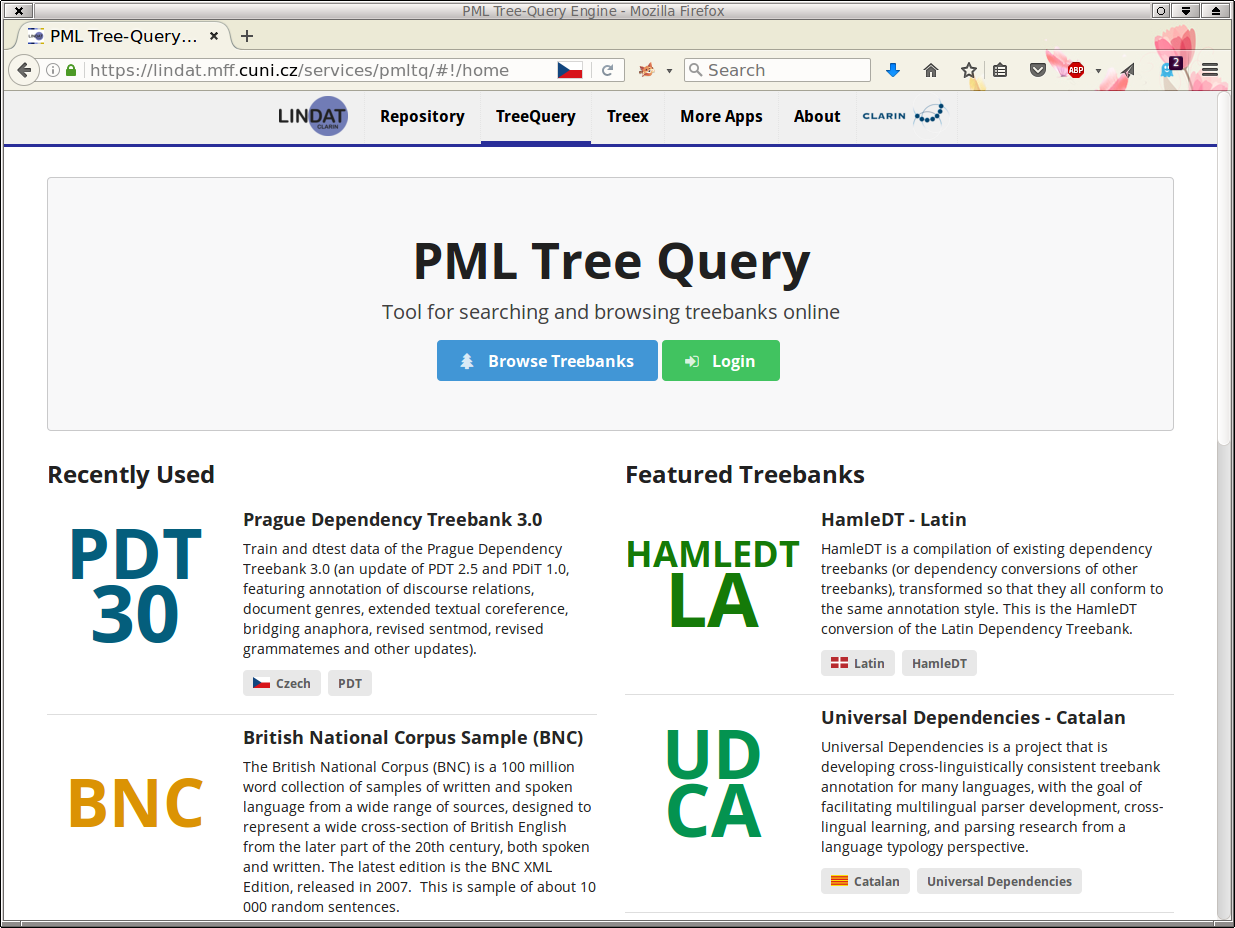 PML Tree-Query Engine - Mozilla Firefox
PML Tree-Query...
https://lindat.mff.cuni.cz/services/pmltq/#!/home
Search
ABP
2
LINDAT
CLARIN
Repository
TreeQuery
Treex
More Apps
About
CLARIN
PML Tree Query
Tool for searching and browsing treebanks online
Browse Treebanks
Login
Recently Used
PDT
30
Prague Dependency Treebank 3.0
Train and dtest data of the Prague Dependency
Treebank 3.0 (an update of PDT 2.5 and PDiT 1.0,
featuring annotation of discourse relations,
document genres, extended textual coreference,
bridging anaphora, revised sentmod, revised
grammatemes and other updates).
Czech
PDT
BNC
British National Corpus Sample (BNC)
The British National Corpus (BNC) is a 100 million
word collection of samples of written and spoken
language from a wide range of sources, designed to
represent a wide cross-section of British English
from the later part of the 20th century, both spoken
and written. The latest edition is the BNC XML
Edition, released in 2007.  This is sample of about 10
000 random sentences.
Featured Treebanks
HAMLEDT
LA
HamleDT - Latin
HamleDT is a compilation of existing dependency
treebanks (or dependency conversions of other
treebanks), transformed so that they all conform to
the same annotation style. This is the HamleDT
conversion of the Latin Dependency Treebank.
Latin
HamleDT
UD
CA
Universal Dependencies - Catalan
Universal Dependencies is a project that is
developing cross-linguistically consistent treebank
annotation for many languages, with the goal of
facilitating multilingual parser development, cross-
lingual learning, and parsing research from a
language typology perspective.
Catalan
Universal Dependencies